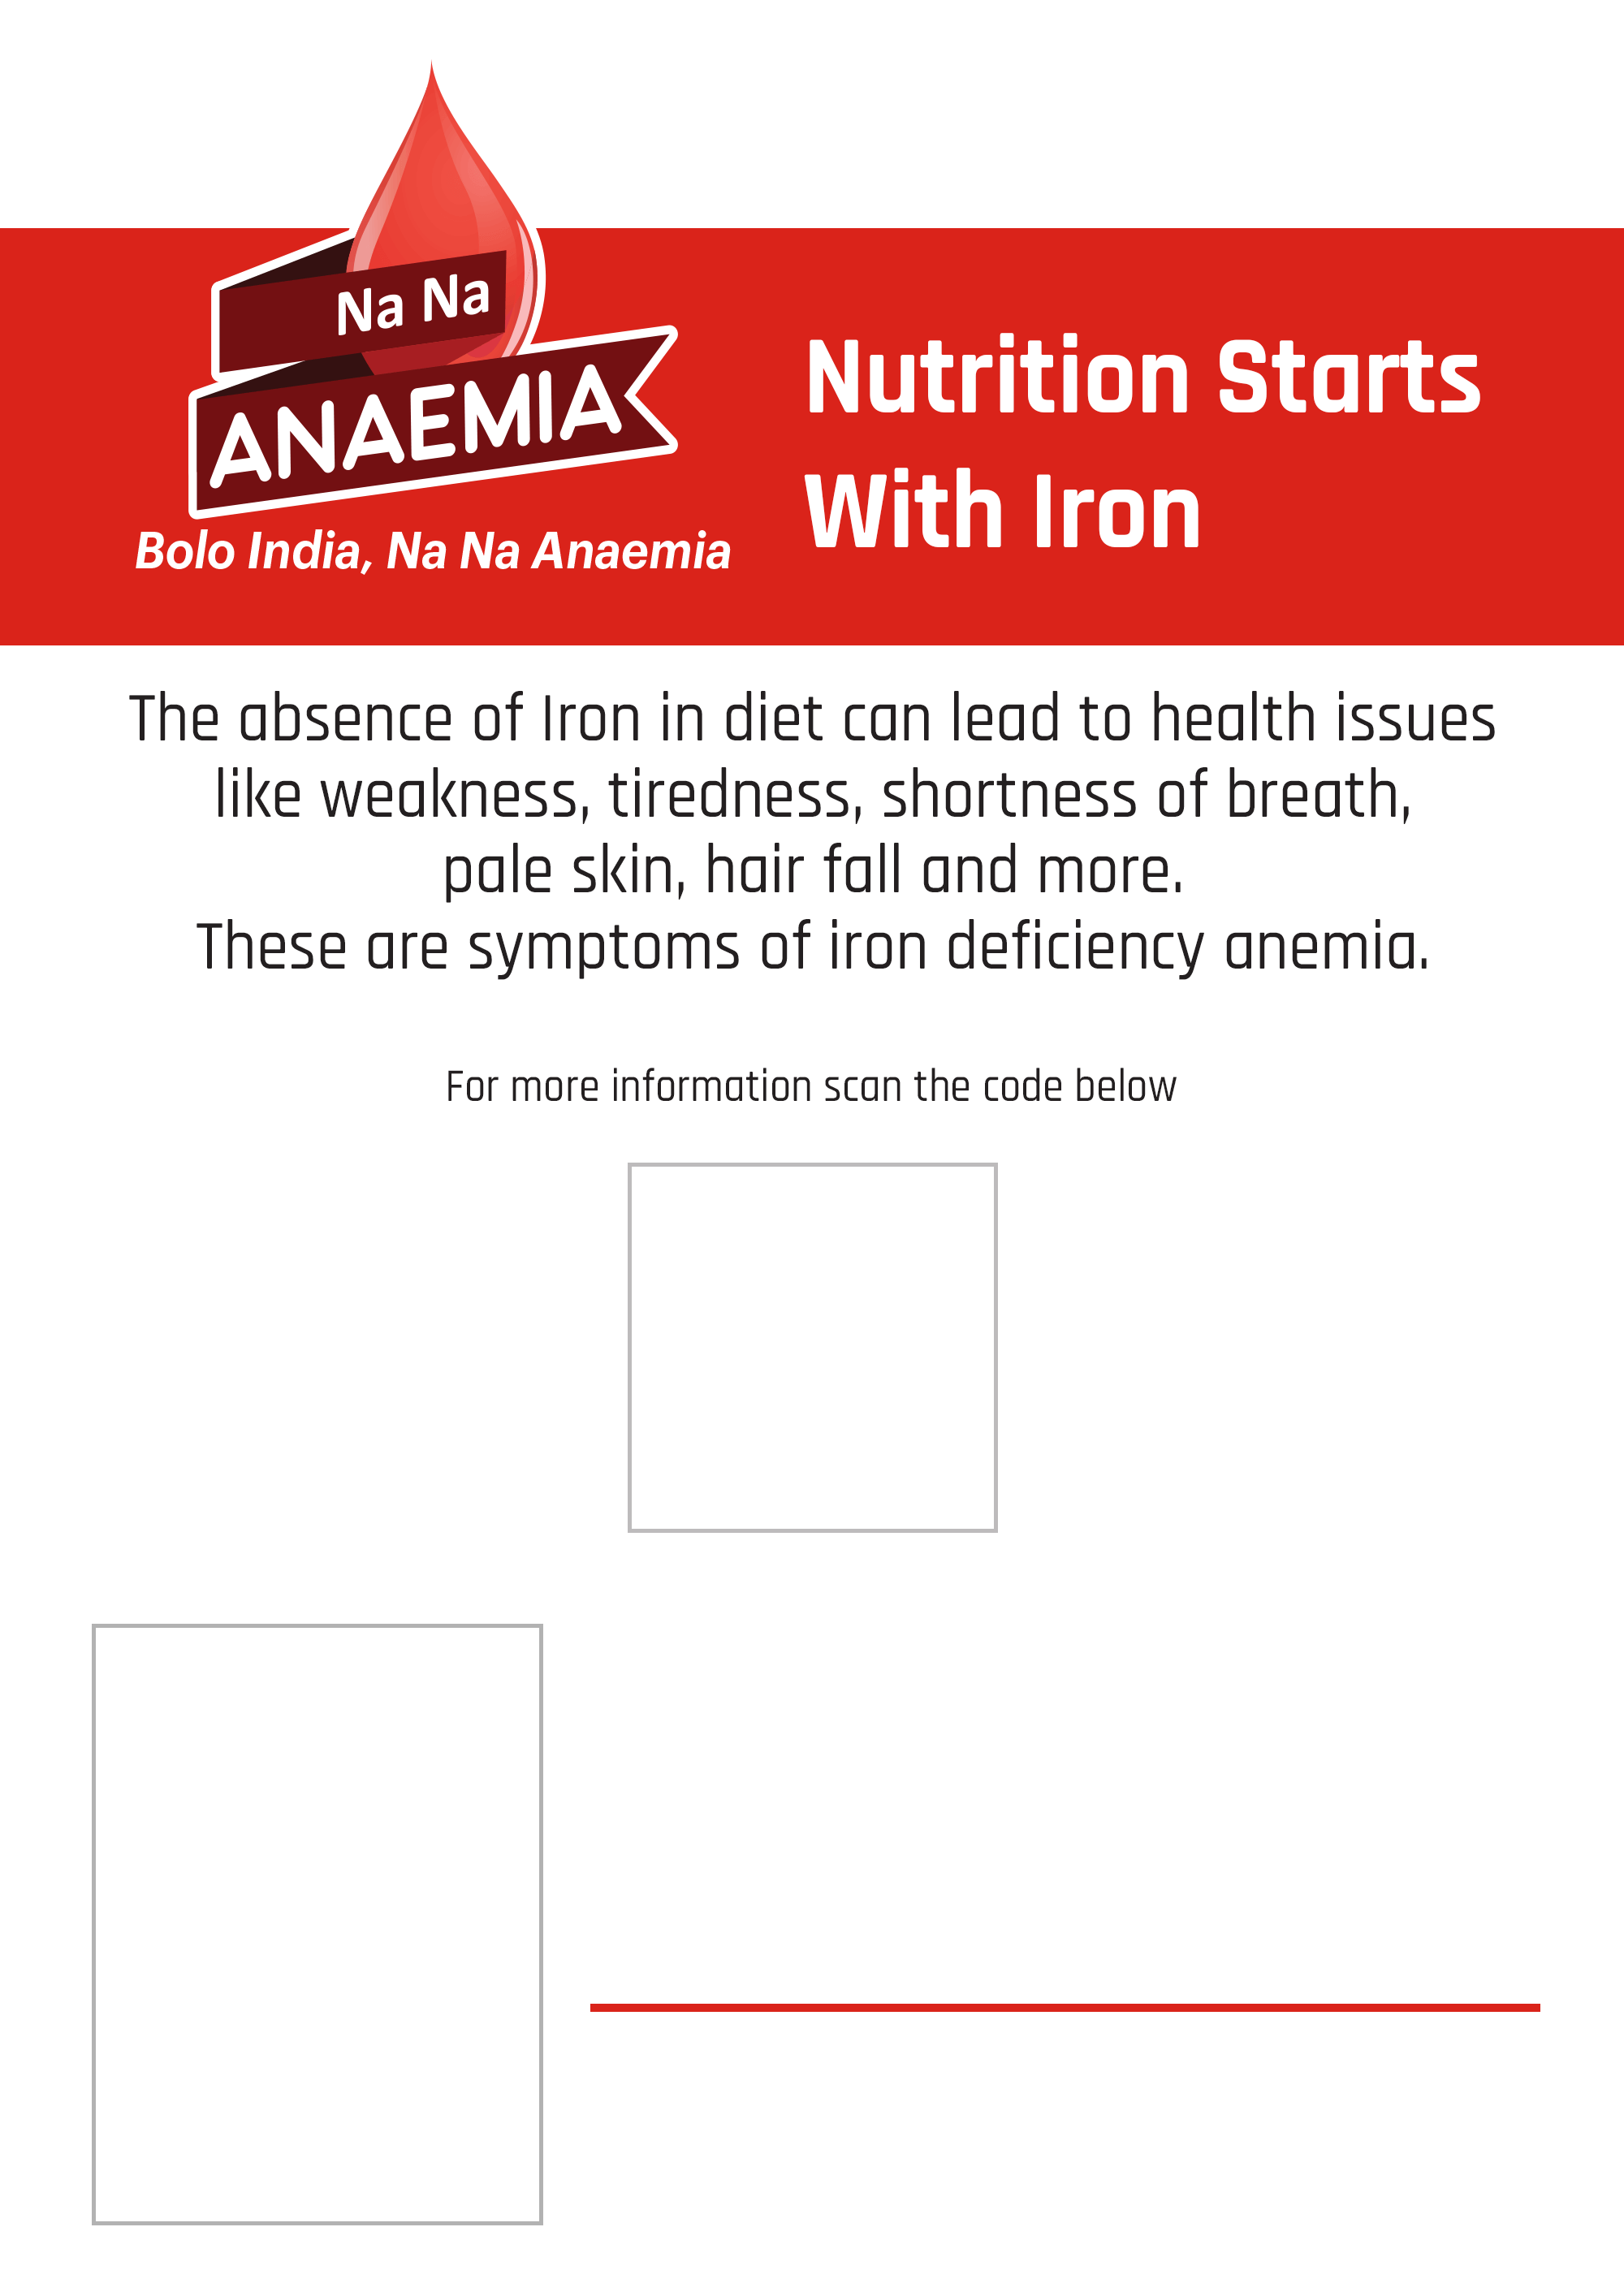 Na Na
ANAEMIA
Bolo India, Na Na Anaemia
Nutrition Starts
With Iron
The absence of Iron in diet can lead to health issues
like weakness, tiredness, shortness of breath,
pale skin, hair fall and more.
These are symptoms of iron deficiency anemia.
For more information scan the code below